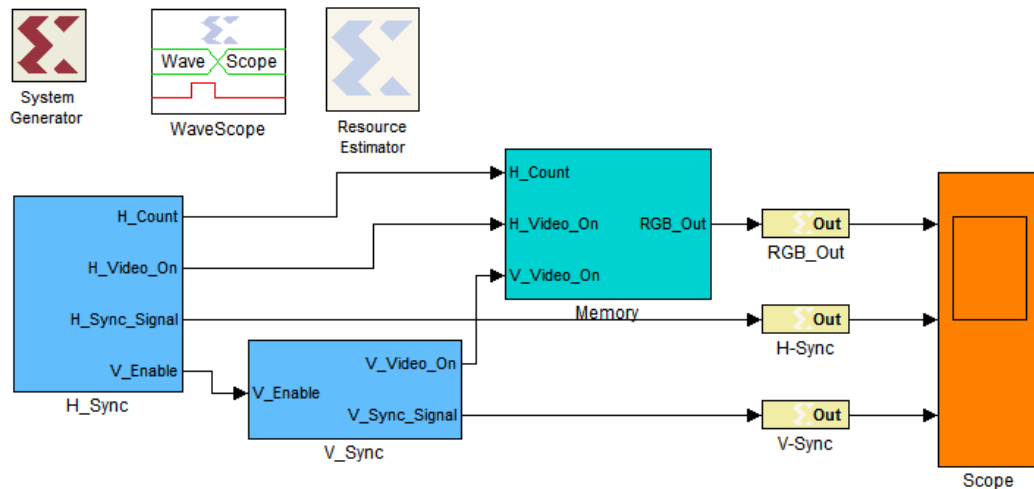 System
Generator
Wave Scope
WaveScope
Resource
Estimator
H_Count
H_Video_On
H_Sync_Signal
V_Enable
H_Sync
V_Enable
V_Video_On
V_Sync_Signal
V_Sync
H_Count
H_Video_On
V_Video_On
RGB_Out
Memory
Out
RGB_Out
Out
H-Sync
Out
V-Sync
Scope